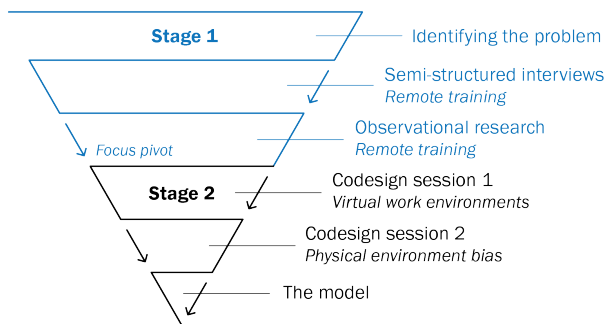 Stage 1
Identifying the problem
Semi-structured interviews
Remote training
Observational research
Remote training
Focus pivot
Stage 2
Codesign session 1
Virtual work environments
Codesign session 2
Physical environment bias
The model